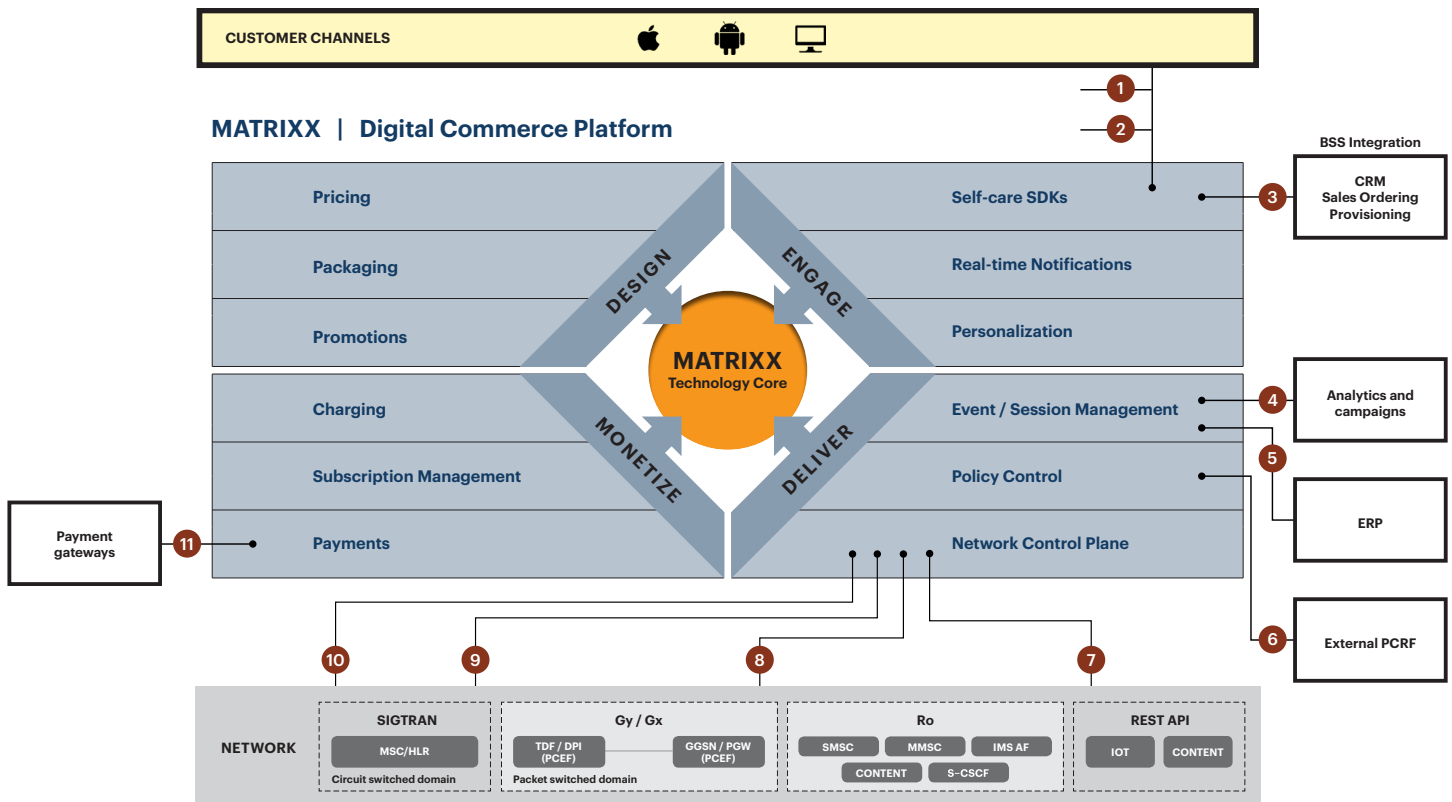 CUSTOMER CHANNELS
1
2
MATRIXX | Digital Commerce Platform
BSS Integration
CRM
Sales Ordering
Provisioning
3
Pricing
Packaging
Promotions
DESIGN
ENGAGE
Self-care SDKs
Real-time Notifications
Personalization
MATRIXX
Technology Core
Charging
Subscription Management
Payments
MONETIZE
DELIVER
Event / Session Management
Policy Control
Network Control Plane
4
Analytics and
campaigns
5
ERP
6
External PCRF
Payment
gateways
11
10
9
8
7
NETWORK
SIGTRAN
MSC/HLR
Circuit switched domain
Gy / Gx
TDF / DPI
(PCEF)
GGSN / PGW
(PCEF)
Packet switched domain
Ro
SMSC
MMSC
IMS AF
CONTENT
S-CSCF
REST API
IOT
CONTENT